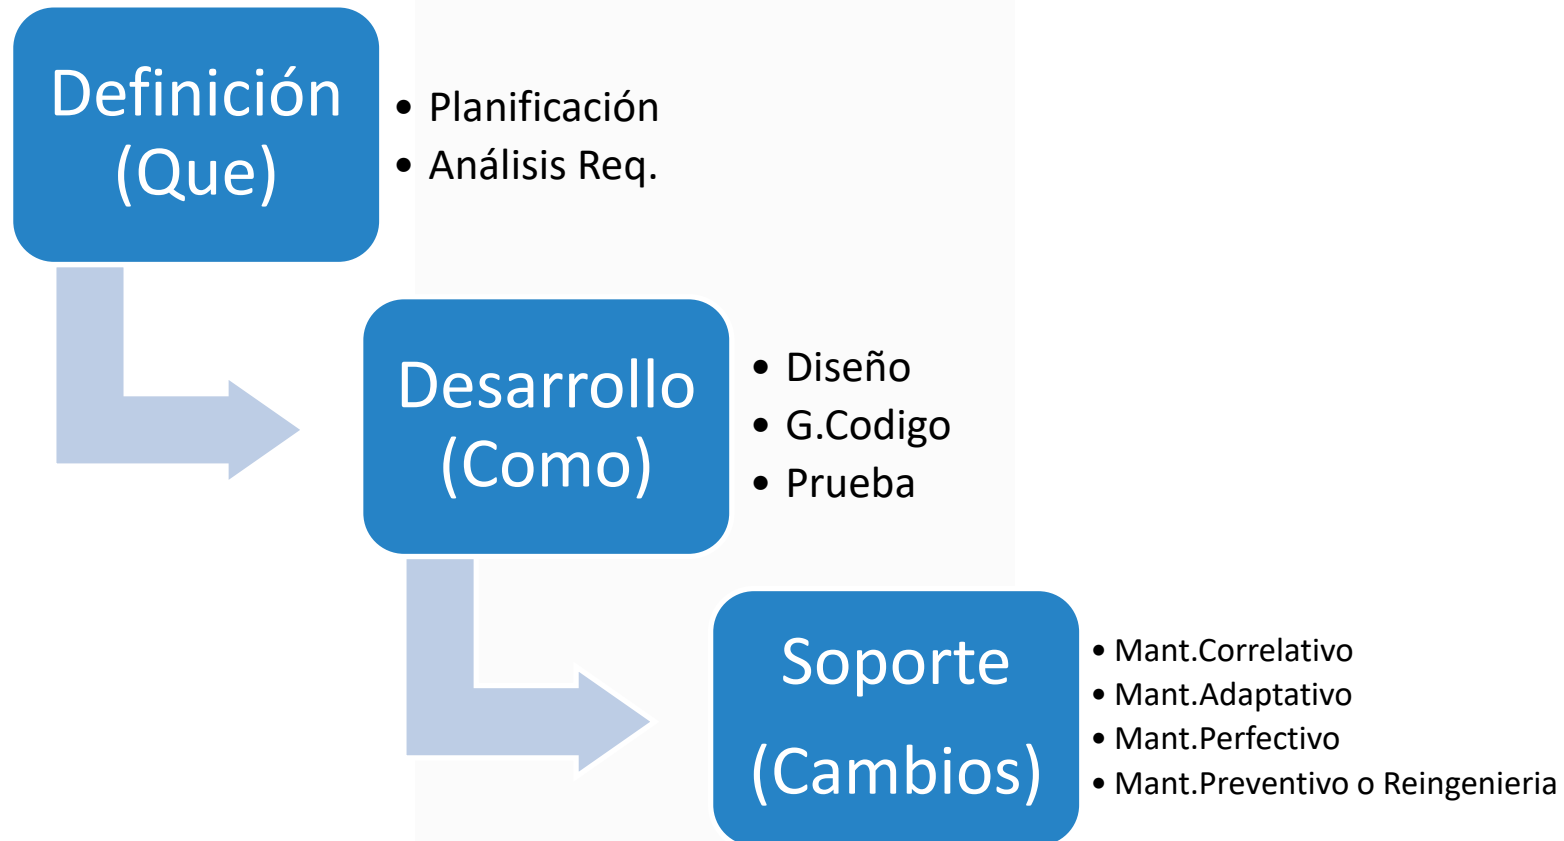 Definición
(Que)
• Planificación
• Análisis Req.
Desarrollo
(Como)
• Diseño
• G.Codigo
• Prueba
Soporte
(Cambios)
• Mant.Correlativo
• Mant.Adaptativo
• Mant.Perfectivo
• Mant.Preventivo o Reingenieria